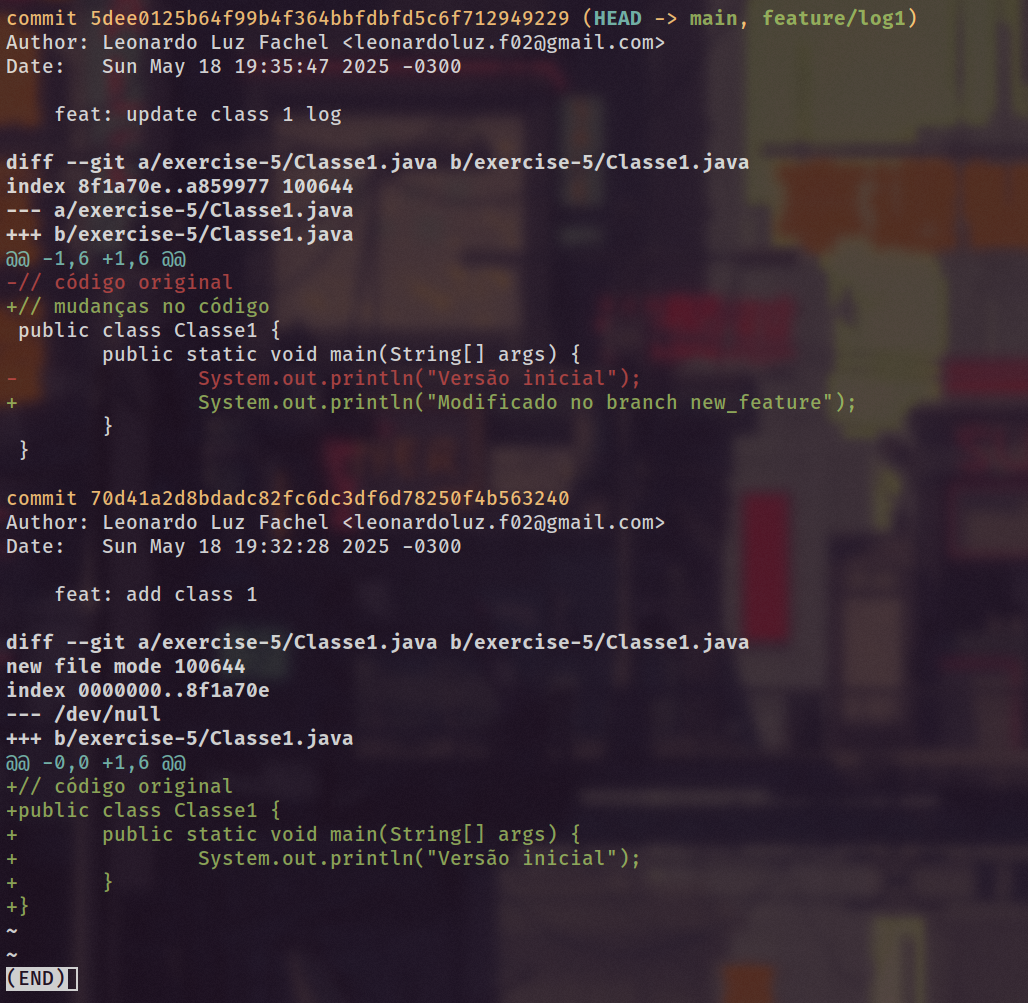 commit 5dee0125b64f99b4f364bbfdbfd5c6f712949229 (HEAD -> main, feature/log1)
Author: Leonardo Luz Fachel <leonardoluz.f02@gmail.com>
Date:   Sun May 18 19:35:47 2025 -0300

    feat: update class 1 log

diff --git a/exercise-5/Classe1.java b/exercise-5/Classe1.java
index 8f1a70e..a859977 100644
--- a/exercise-5/Classe1.java
+++ b/exercise-5/Classe1.java
@@ -1,6 +1,6 @@
-// código original
+// mudanças no código
 public class Classe1 {
        public static void main(String[] args) {
-               System.out.println("Versão inicial");
+               System.out.println("Modificado no branch new_feature");
        }
 }

commit 70d41a2d8bdadc82fc6dc3df6d78250f4b563240
Author: Leonardo Luz Fachel <leonardoluz.f02@gmail.com>
Date:   Sun May 18 19:32:28 2025 -0300

    feat: add class 1

diff --git a/exercise-5/Classe1.java b/exercise-5/Classe1.java
new file mode 100644
index 0000000..8f1a70e
--- /dev/null
+++ b/exercise-5/Classe1.java
@@ -0,0 +1,6 @@
+// código original
+public class Classe1 {
+       public static void main(String[] args) {
+               System.out.println("Versão inicial");
+       }
+}
~
~
(END)